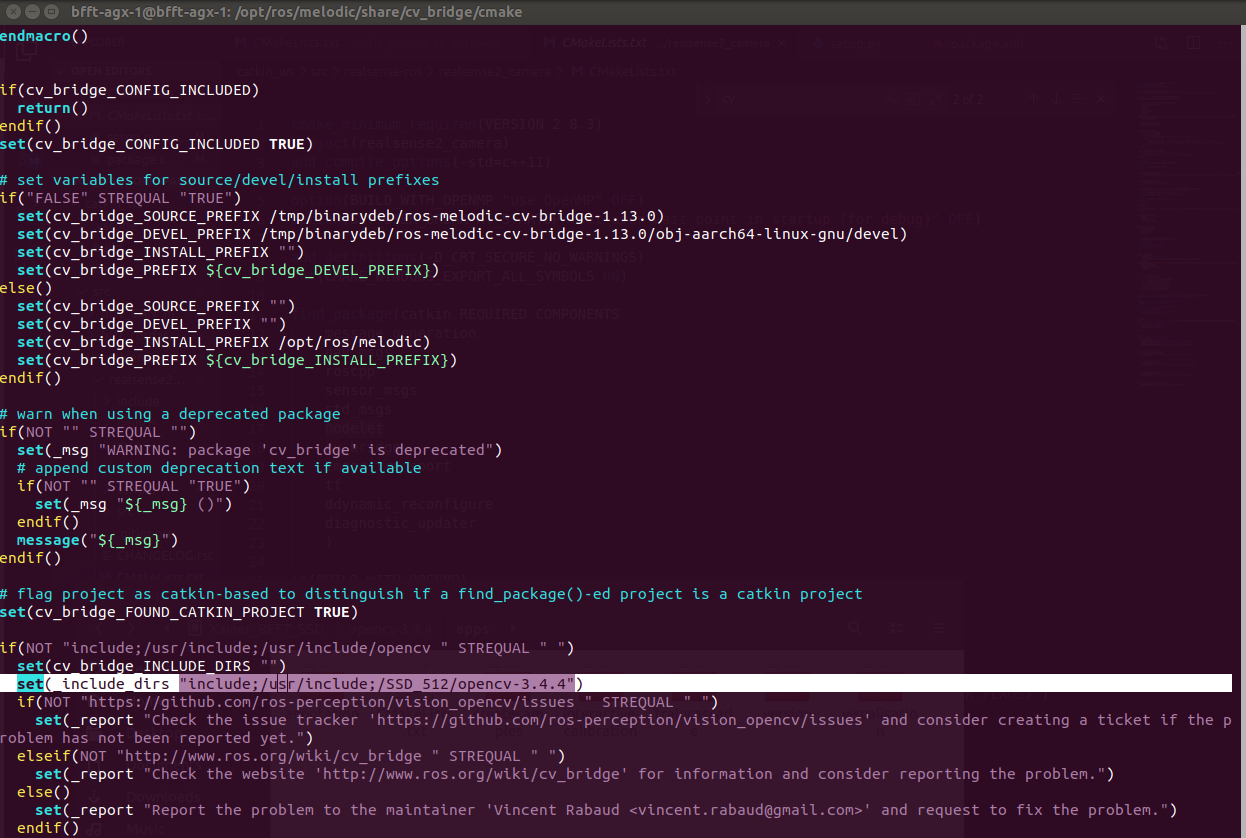 bfft-agx-1@bfft-agx-1: /opt/ros/melodic/share/cv_bridge/cmake
endmacro()
if(cv_bridge_CONFIG_INCLUDED)
  return()
endif()
set(cv_bridge_CONFIG_INCLUDED TRUE)
# set variables for source/devel/install prefixes
if("FALSE" STREQUAL "TRUE")
  set(cv_bridge_SOURCE_PREFIX /tmp/binarydeb/ros-melodic-cv-bridge-1.13.0)
  set(cv_bridge_DEVEL_PREFIX /tmp/binarydeb/ros-melodic-cv-bridge-1.13.0/obj-aarch64-linux-gnu/devel)
  set(cv_bridge_INSTALL_PREFIX "")
  set(cv_bridge_PREFIX ${cv_bridge_DEVEL_PREFIX})
else()
  set(cv_bridge_SOURCE_PREFIX "")
  set(cv_bridge_DEVEL_PREFIX "")
  set(cv_bridge_INSTALL_PREFIX /opt/ros/melodic)
  set(cv_bridge_PREFIX ${cv_bridge_INSTALL_PREFIX})
endif()
# warn when using a deprecated package
if(NOT "" STREQUAL "")
  set(_msg "WARNING: package 'cv_bridge' is deprecated")
  # append custom deprecation text if available
  if(NOT "" STREQUAL "TRUE")
    set(_msg "${_msg} ()")
  endif()
  message("${_msg}")
endif()
# flag project as catkin-based to distinguish if a find_package()-ed project is a catkin project
set(cv_bridge_FOUND_CATKIN_PROJECT TRUE)
if(NOT "include;/usr/include;/usr/include/opencv " STREQUAL " ")
  set(cv_bridge_INCLUDE_DIRS "")
  set(_include_dirs "include;/usr/include;/SSD_512/opencv-3.4.4")
  if(NOT "https://github.com/ros-perception/vision_opencv/issues " STREQUAL " ")
    set(_report "Check the issue tracker 'https://github.com/ros-perception/vision_opencv/issues' and consider creating a ticket if the p
roblem has not been reported yet.")
  elseif(NOT "http://www.ros.org/wiki/cv_bridge " STREQUAL " ")
    set(_report "Check the website 'http://www.ros.org/wiki/cv_bridge' for information and consider reporting the problem.")
  else()
    set(_report "Report the problem to the maintainer 'Vincent Rabaud <vincent.rabaud@gmail.com>' and request to fix the problem.")
  endif()